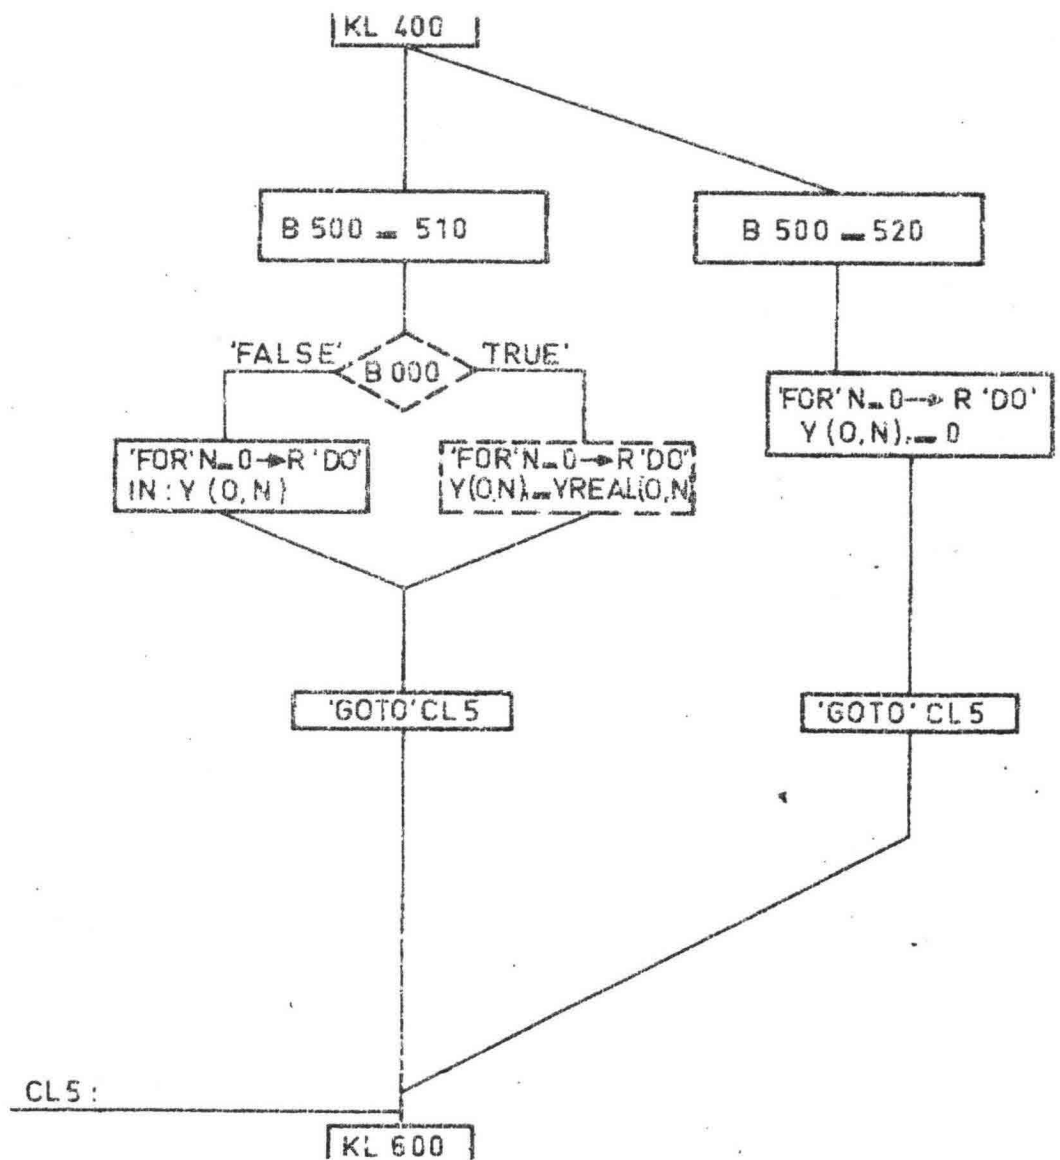 KL 400
B 500 = 510
B 500 = 520
'FALSE'
B 000
'TRUE'
'FOR' N=0→R 'DO'
IN : Y (0,N)
'FOR' N=0→R 'DO'
Y(0,N).=YREAL(0,N
'FOR' N=0→R 'DO'
Y (0,N).=0
'GOTO' CL5
'GOTO' CL5
CL5 :
KL 600